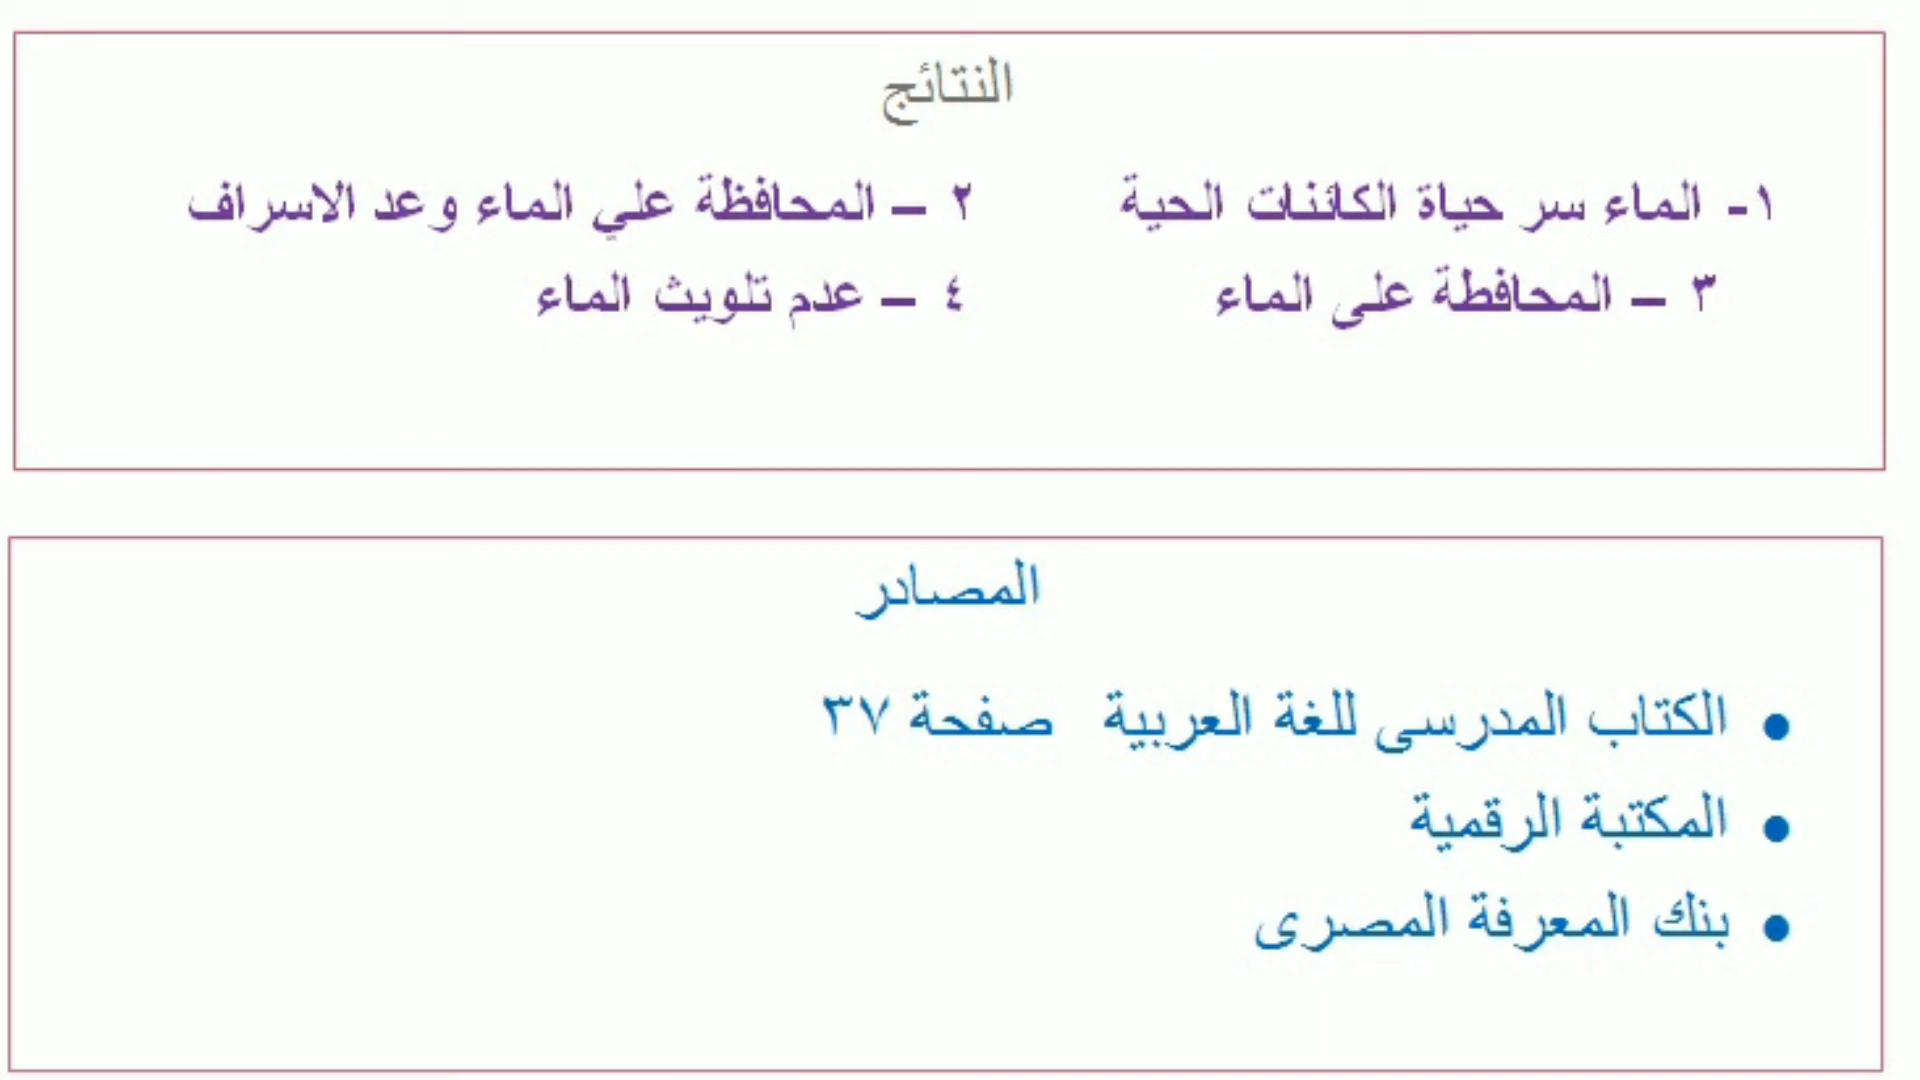 النتائج
١- الماء سر حياة الكائنات الحية ٢ – المحافظة علي الماء وعد الاسراف
٣ – المحافطة على الماء ٤ – عدم تلويث الماء
المصادر
• الكتاب المدرسى للغة العربية صفحة ٣٧
• المكتبة الرقمية
• بنك المعرفة المصرى